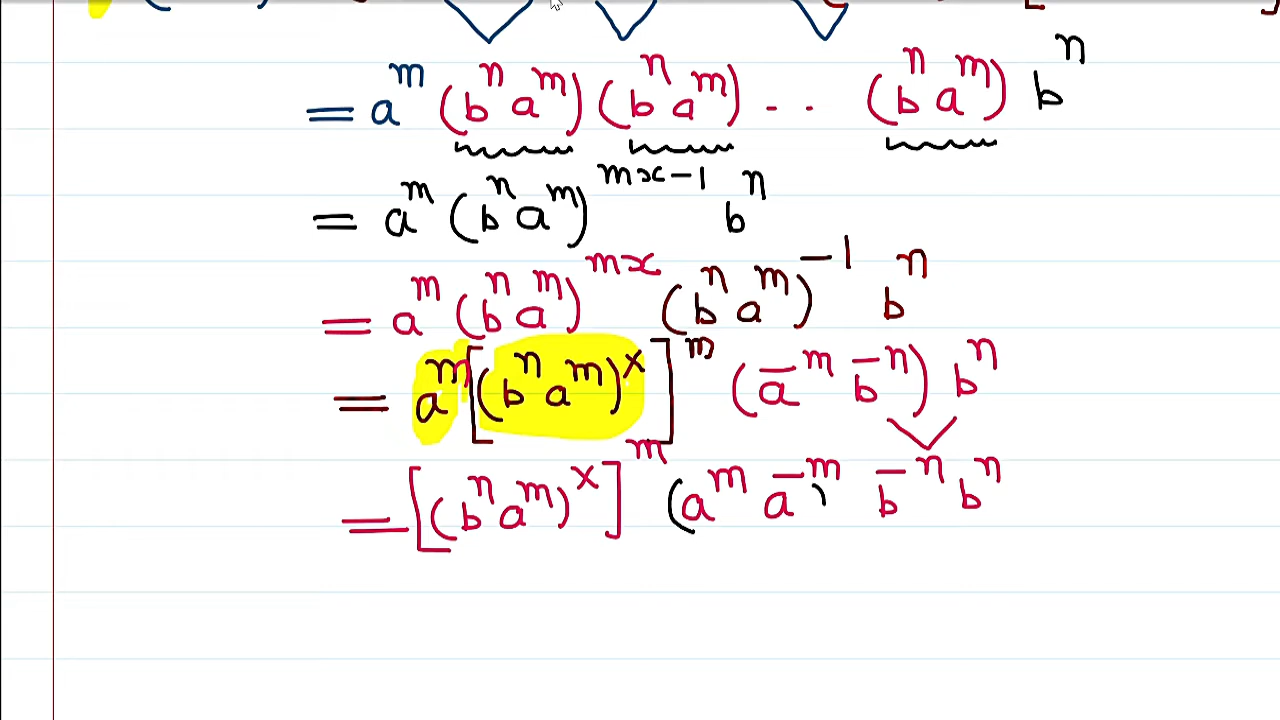 = a^m (b^n a^m) (b^n a^m) - - (b^n a^m) b^n
= a^m (b^n a^m)^{mx-1} b^n
= a^m (b^n a^m)^{mx} (b^n a^m)^{-1} b^n
= a^m [(b^n a^m)^x]^m (a^{-m} b^{-n}) b^n
= [(b^n a^m)^x]^m (a^m a^{-m}) b^{-n} b^n